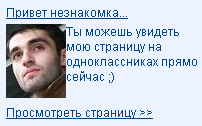 Привет незнакомка...
Ты можешь увидеть
мою страницу на
одноклассниках прямо
сейчас ;)
Просмотреть страницу >>